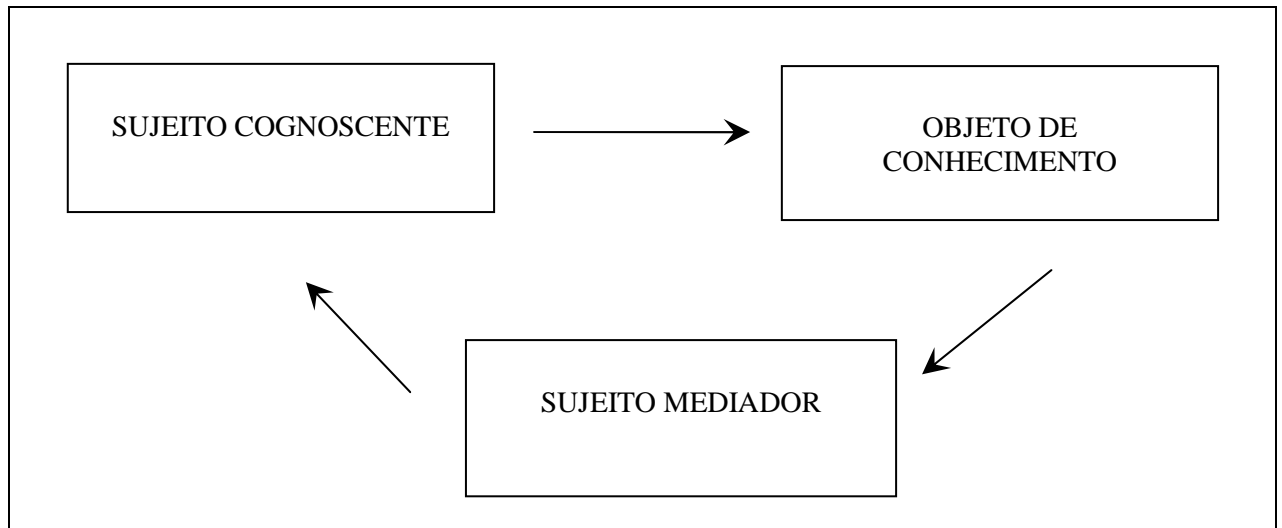 SUJEITO COGNOSCENTE
OBJETO DE
CONHECIMENTO
SUJEITO MEDIADOR